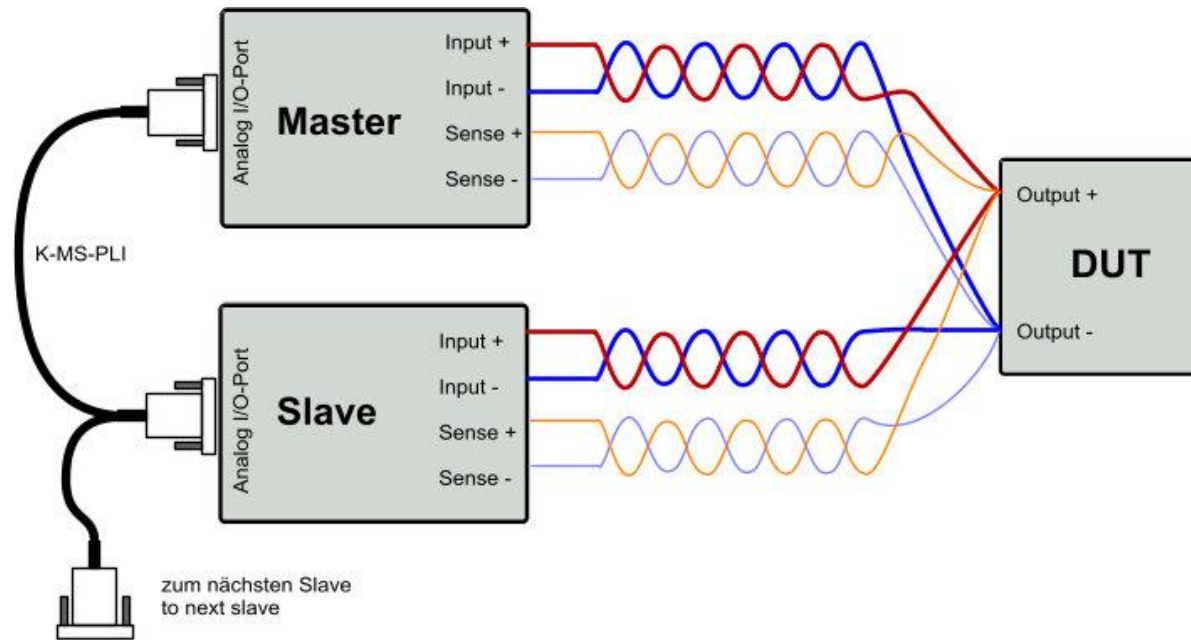 Analog I/O-Port
Master
Input +
Input -
Sense +
Sense -
K-MS-PLI
Analog I/O-Port
Slave
Input +
Input -
Sense +
Sense -
Output +
DUT
Output -
zum nächsten Slave
to next slave